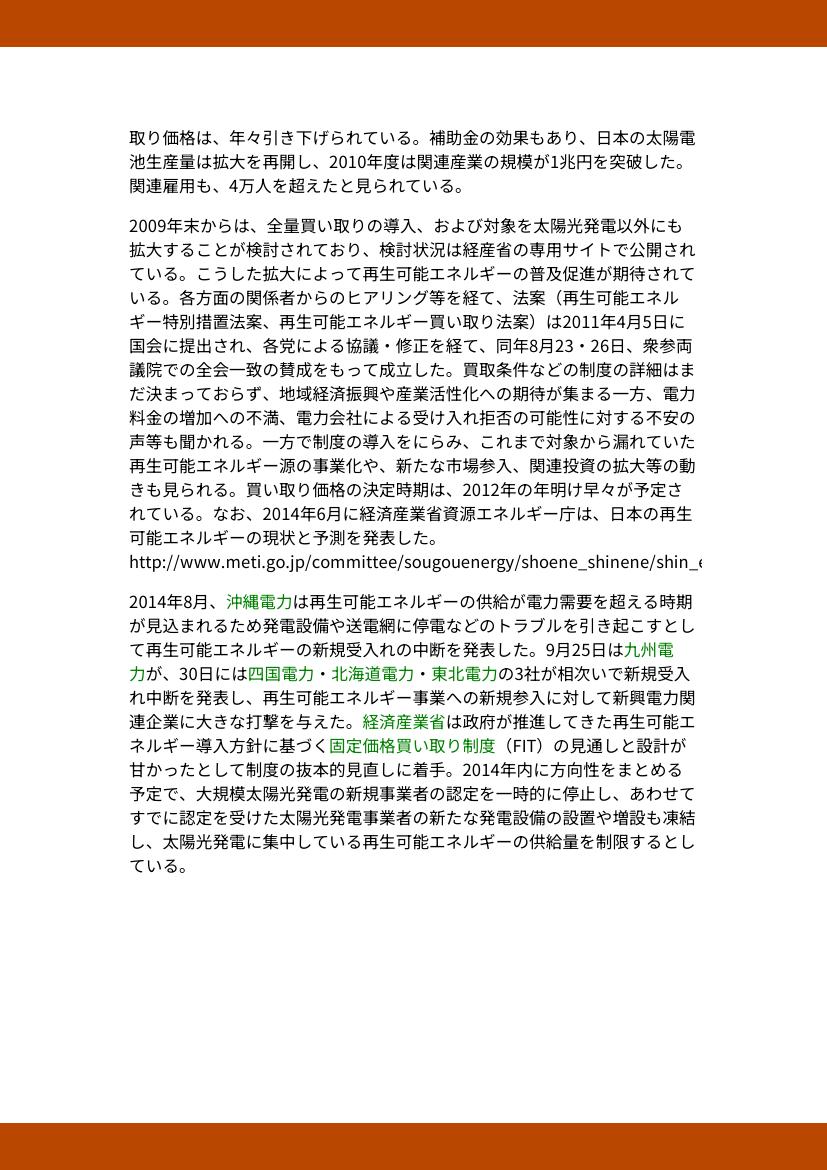 取り価格は、年々引き下げられている。補助金の効果もあり、日本の太陽電
池生産量は拡大を再開し、2010年度は関連産業の規模が1兆円を突破した。
関連雇用も、4万人を超えたと見られている。
2009年末からは、全量買い取りの導入、および対象を太陽光発電以外にも
拡大することが検討されており、検討状況は経産省の専用サイトで公開され
ている。こうした拡大によって再生可能エネルギーの普及促進が期待されて
いる。各方面の関係者からのヒアリング等を経て、法案（再生可能エネル
ギー特別措置法案、再生可能エネルギー買い取り法案）は2011年4月5日に
国会に提出され、各党による協議・修正を経て、同年8月23・26日、衆参両
議院での全会一致の賛成をもって成立した。買取条件などの制度の詳細はま
だ決まっておらず、地域経済振興や産業活性化への期待が集まる一方、電力
料金の増加への不満、電力会社による受け入れ拒否の可能性に対する不安の
声等も聞かれる。一方で制度の導入をにらみ、これまで対象から漏れていた
再生可能エネルギー源の事業化や、新たな市場参入、関連投資の拡大等の動
きも見られる。買い取り価格の決定時期は、2012年の年明け早々が予定さ
れている。なお、2014年6月に経済産業省資源エネルギー庁は、日本の再生
可能エネルギーの現状と予測を発表した。
http://www.meti.go.jp/committee/sougouenergy/shoene_shinene/shin_e
2014年8月、沖縄電力は再生可能エネルギーの供給が電力需要を超える時期
が見込まれるため発電設備や送電網に停電などのトラブルを引き起こすとし
て再生可能エネルギーの新規受入れの中断を発表した。9月25日は九州電
力が、30日には四国電力・北海道電力・東北電力の3社が相次いで新規受入
れ中断を発表し、再生可能エネルギー事業への新規参入に対して新興電力関
連企業に大きな打撃を与えた。経済産業省は政府が推進してきた再生可能エ
ネルギー導入方針に基づく固定価格買い取り制度（FIT）の見通しと設計が
甘かったとして制度の抜本的見直しに着手。2014年内に方向性をまとめる
予定で、大規模太陽光発電の新規事業者の認定を一時的に停止し、あわせて
すでに認定を受けた太陽光発電事業者の新たな発電設備の設置や増設も凍結
し、太陽光発電に集中している再生可能エネルギーの供給量を制限するとし
ている。